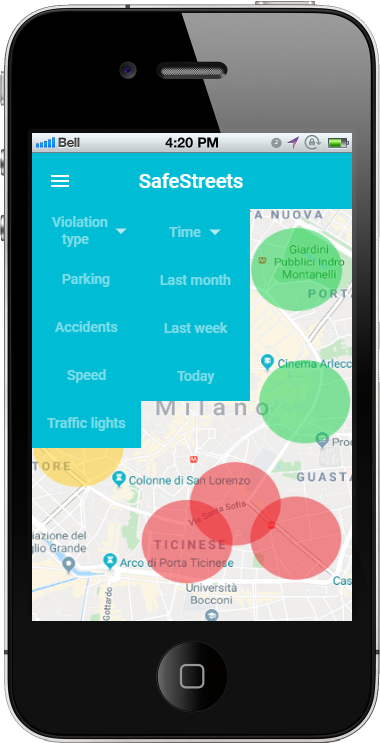 Bell 4:20 PM
SafeStreets
Violation
type
Time
Parking
Last month
Accidents
Last week
Speed
Today
Traffic lights
A NUOVA
Giardini
Pubblici Indro
Montanelli
PORT
Cinema Arlecc
Milano
Proc
TORE
GUASTA
Colonne di San Lorenzo
Via Santa Sofia
TICINESE
iazione del
glio Grande
Arco di Porta Ticinese
Cas
Gottardo
Università
Bocconi